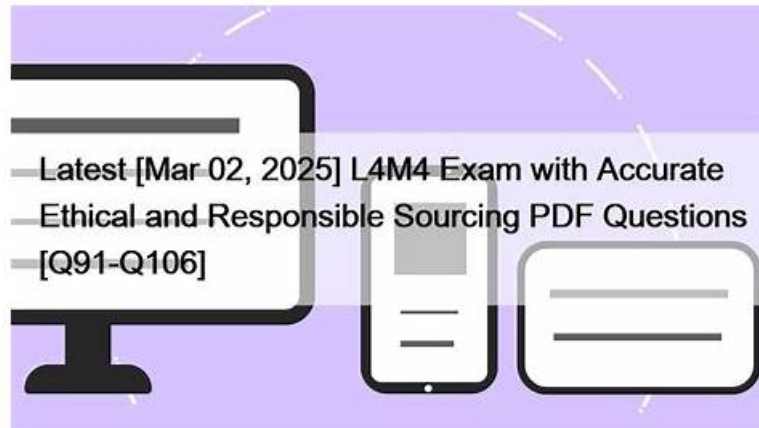 Latest [Mar 02, 2025] L4M4 Exam with Accurate
Ethical and Responsible Sourcing PDF Questions
[Q91-Q106]